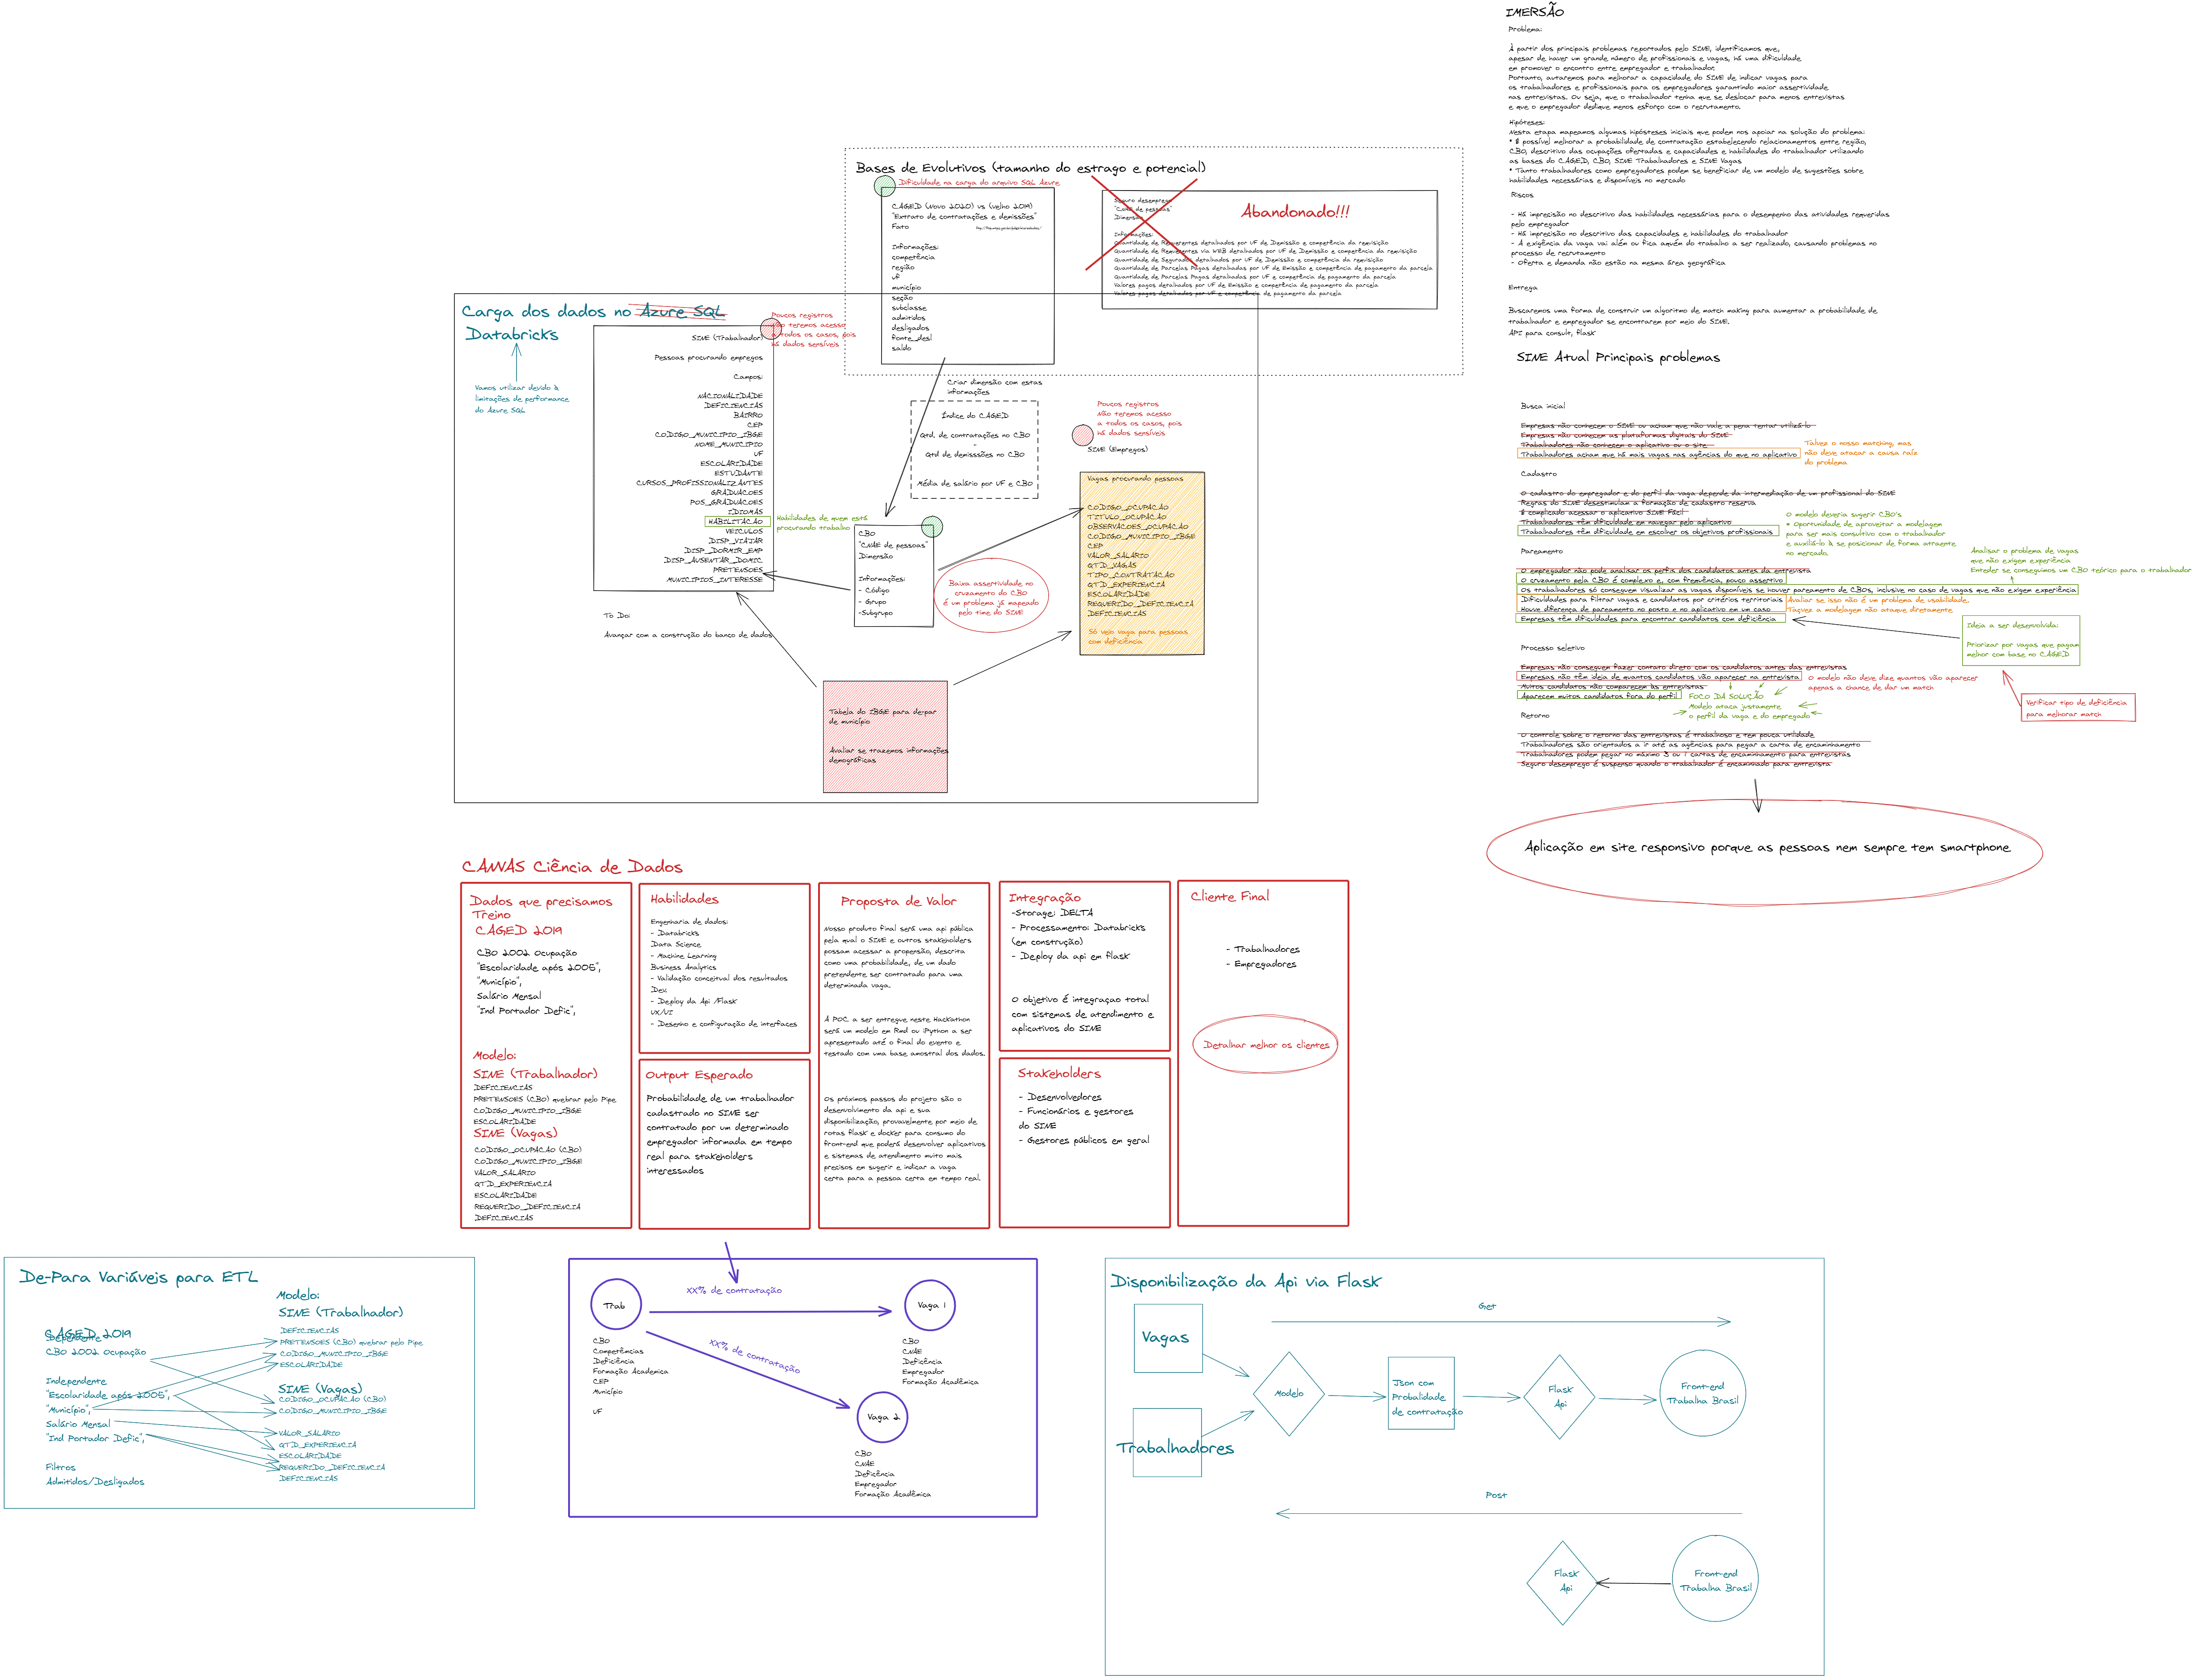 IMERSÃO
Problema:
À partir dos principais problemas reportados pelo SINE, identificamos que,
apesar de haver um grande número de profissionais e vagas, há uma dificuldade
em promover o encontro entre empregador e trabalhador.
Portanto, autaremos para melhorar a capacidade do SINE de indicar vagas para
os trabalhadores e profissionais para os empregadores garantindo maior assertividade
nas entrevistas. Ou seja, que o trabalhador tenha que se deslocar para menos entrevistas
e que o empregador dedique menos esforço com o recrutamento.
Hipóteses:
Nesta etapa mapeamos algumas hipósteses iniciais que podem nos apoiar na solução do problema:
* É possível melhorar a probabilidade de contratação estabelecendo relacionamentos entre região,
CBO, descritivo das ocupações ofertadas e capacidades e habilidades do trabalhador utilizando
as bases do CAGED, CBO, SINE Trabalhadores e SINE Vagas
* Tanto trabalhadores como empregadores podem se beneficiar de um modelo de sugestões sobre
habilidades necessárias e disponíveis no mercado
Riscos
- Há imprecisão no descritivo das habilidades necessárias para o desempenho das atividades requeridas
pelo empregador
- Há imprecisão no descritivo das capacidades e habilidades do trabalhador
- A exigência da vaga vai além ou fica aquém do trabalho a ser realizado, causando problemas no
processo de recrutamento
- Oferta e demanda não estão na mesma área geográfica
Entrega
Buscaremos uma forma de construir um algoritmo de match making para aumentar a probabilidade de
trabalhador e empregador se encontrarem por meio do SINE.
API para consult, flask
SINE Atual Principais problemas
Busca inicial
Empresas não conhecem o SINE ou acham que não vale a pena tentar utilizá-lo
Empresas não conhecem as plataformas digitais do SINE
Trabalhadores não conhecem o aplicativo ou o site
Trabalhadores acham que há mais vagas nas agências do que no aplicativo
Talvez o nosso matching, mas
não deve atacar a causa raíz
do problema
Cadastro
O cadastro do empregador e do perfil da vaga depende da intermediação de um profissional do SINE
Regras do SINE desestimulam a formação de cadastro reserva
É complicado acessar o aplicativo SINE Fácil
Trabalhadores têm dificuldade em navegar pelo aplicativo
Trabalhadores têm dificuldade em escolher os objetivos profissionais
O modelo deveria sugerir CBO's
* Oportunidade de aproveitar a modelagem
para ser mais consultivo com o trabalhador
e auxiliá-lo à se posicionar de forma atraente
no mercado.
Pareamento
Analisar o problema de vagas
que não exigem experiência
Enteder se conseguimos um CBO teórico para o trabalhador
O empregador não pode analisar os perfis dos candidatos antes da entrevista
O cruzamento pela CBO é complexo e, com frequência, pouco assertivo
Os trabalhadores só conseguem visualizar as vagas disponíveis se houver pareamento de CBOs, inclusive no caso de vagas que não exigem experiência
Dificuldades para filtrar vagas e candidatos por critérios territoriais
Houve diferença de pareamento no posto e no aplicativo em um caso
Empresas têm dificuldades para encontrar candidatos com deficiência
Avaliar se isso não é um problema de usabilidade.
Taçvez a modelagem não ataque diretamente
Ideia a ser desenvolvida:
Priorizar por vagas que pagam
melhor com base no CAGED
Processo seletivo
Empresas não conseguem fazer contato direto com os candidatos antes das entrevistas
Empresas não têm ideia de quantos candidatos vão aparecer na entrevista
Muitos candidatos não comparecem às entrevistas
Aparecem muitos candidatos fora do perfil
O modelo não deve dize quantos vão aparecer
apenas a chance de dar um match
FOCO DA SOLUÇÃO
Modelo ataca justamente
o perfil da vaga e do empregado
Verificar tipo de deficiência
para melhorar match
Retorno
O controle sobre o retorno das entrevistas é trabalhoso e tem pouca utilidade
Trabalhadores são orientados a ir até as agências para pegar a carta de encaminhamento
Trabalhadores podem pegar no máximo 3 ou 1 cartas de encaminhamento para entrevistas
Seguro desemprego é suspenso quando o trabalhador é encaminhado para entrevista
Aplicação em site responsivo porque as pessoas nem sempre tem smartphone
Bases de Evolutivos (tamanho do estrago e potencial)
Dificuldade na carga do arquivo SQL Azure
CAGED (Novo 2020) vs (velho 2019)
"Extrato de contratações e demissões"
Fato
Informações:
competência
região
uf
município
seção
subclasse
admitidos
desligados
fonte_desl
saldo
Seguro desemprego
"CNAE de pessoas"
Dimensão
Abandonado!!!
Informações:
Quantidade de Requerentes detalhados por UF de Demissão e competência da requisição
Quantidade de Requerentes via WEB detalhados por UF de Demissão e competência da requisição
Quantidade de Segurados detalhados por UF de Demissão e competência da requisição
Quantidade de Parcelas Pagas detalhadas por UF de Emissão e competência de pagamento da parcela
Quantidade de Parcelas Pagas detalhadas por UF e competência de pagamento da parcela
Valores pagos detalhados por UF de Emissão e competência de pagamento da parcela
Valores pagos detalhados por UF e competência de pagamento da parcela
Carga dos dados no Azure SQL
Databricks
Vamos utilizar devido à
limitações de performance
do Azure SQL
Poucos registros
Não teremos acesso
a todos os casos, pois
há dados sensíveis
SINE (Trabalhador)
Pessoas procurando empregos
Campos:
NACIONALIDADE
DEFICIENCIAS
BAIRRO
CEP
CODIGO_MUNICIPIO_IBGE
NOME_MUNICIPIO
UF
ESCOLARIDADE
ESTUDANTE
CURSOS_PROFISSIONALIZANTES
GRADUACOES
POS_GRADUACOES
IDIOMAS
HABILITACAO
VEICULOS
DISP_VIAJAR
DISP_DORMIR_EMP
DISP_AUSENTAR_DOMIC
PRETENSOES
MUNICIPIOS_INTERESSE
Habilidades de quem está
procurando trabalho
To Do:
Avançar com a construção do banco de dados
Criar dimensão com estas
informações
Índice do CAGED
Qtd. de contratações no CBO
-
Qtd de demisssões no CBO
Média de salário por UF e CBO
CBO
"CNAE de pessoas"
Dimensão
Informações:
- Código
- Grupo
-Subgrupo
Baixa assertividade no
cruzamento do CBO
é um problema já mapeado
pelo time do SINE
Poucos registros
Não teremos acesso
a todos os casos, pois
há dados sensíveis
SINE (Empregos)
Vagas procurando pessoas
CODIGO_OCUPACAO
TITULO_OCUPACAO
OBSERVACOES_OCUPACAO
CODIGO_MUNICIPIO_IBGE
CEP
VALOR_SALARIO
QTD_VAGAS
TIPO_CONTRATACAO
QTD_EXPERIENCIA
ESCOLARIDADE
REQUERIDO_DEFICIENCIA
DEFICIENCIAS
Só veio vaga para pessoas
com deficiência
Tabela do IBGE para de-par
de município
Avaliar se trazemos informações
demográficas
CANVAS Ciência de Dados
Dados que precisamos
Treino
CAGED 2019
CBO 2002 Ocupação
"Escolaridade após 2005",
"Município",
Salário Mensal
"Ind Portador Defic",
Modelo:
SINE (Trabalhador)
DEFICIENCIAS
PRETENSOES (CBO) quebrar pelo Pipe
CODIGO_MUNICIPIO_IBGE
ESCOLARIDADE
SINE (Vagas)
CODIGO_OCUPACAO (CBO)
CODIGO_MUNICIPIO_IBGE
VALOR_SALARIO
QTD_EXPERIENCIA
ESCOLARIDADE
REQUERIDO_DEFICIENCIA
DEFICIENCIAS
Habilidades
Engenharia de dados:
- Databricks
Data Science
- Machine Learning
Business Analytics
- Validação conceitual dos resultados
Dev:
- Deploy da Api /Flask
UX/UI
- Desenho e configuração de interfaces
Output Esperado
Probabilidade de um trabalhador
cadastrado no SINE ser
contratado por um determinado
empregador informada em tempo
real para stakeholders
interessados
Proposta de Valor
Nosso produto final será uma api pública
pela qual o SINE e outros stakeholders
possam acessar a propensão, descrita
como uma probabilidade, de um dado
pretendente ser contratado para uma
determinada vaga.
A POC a ser entregue neste Hackathon
será um modelo em Rmd ou iPython a ser
apresentado até o final do evento e
testado com uma base amostral dos dados.
Os próximos passos do projeto são o
desenvolvimento da api e sua
disponibilização, provavelmente por meio de
rotas flask e docker para consumo do
front-end que poderá desenvolver aplicativos
e sistemas de atendimento muito mais
precisos em sugerir e indicar a vaga
certa para a pessoa certa em tempo real.
Integração
-Storage: DELTA
- Processamento: Databricks
(em construção)
- Deploy da api em flask
O objetivo É integraçao total
com sistemas de atendimento e
aplicativos do SINE
Stakeholders
- Desenvolvedores
- Funcionários e gestores
do SINE
- Gestores públicos em geral
Cliente Final
- Trabalhadores
- Empregadores
Detalhar melhor os clientes
De-Para Variáveis para ETL
CAGED 2019
Dependente
CBO 2002 Ocupação
Independente
"Escolaridade após 2005",
"Município",
Salário Mensal
"Ind Portador Defic",
Filtros
Admitidos/Desligados
Modelo:
SINE (Trabalhador)
DEFICIENCIAS
PRETENSOES (CBO) quebrar pelo Pipe
CODIGO_MUNICIPIO_IBGE
ESCOLARIDADE
SINE (Vagas)
CODIGO_OCUPACAO (CBO)
CODIGO_MUNICIPIO_IBGE
VALOR_SALARIO
QTD_EXPERIENCIA
ESCOLARIDADE
REQUERIDO_DEFICIENCIA
DEFICIENCIAS
Trab
XX% de contratação
Vaga 1
XX% de contratação
CBO
Competências
Deficiência
Formação Academica
CEP
Município
UF
CBO
CNAE
Deficência
Empregador
Formação Acadêmica
Vaga 2
CBO
CNAE
Deficência
Empregador
Formação Acadêmica
Disponibilização da Api via Flask
Get
Vagas
Trabalhadores
Modelo
Json com
Probalidade
de contratação
Flask
Api
Front-end
Trabalha Brasil
Post
Flask
Api
Front-end
Trabalha Brasil